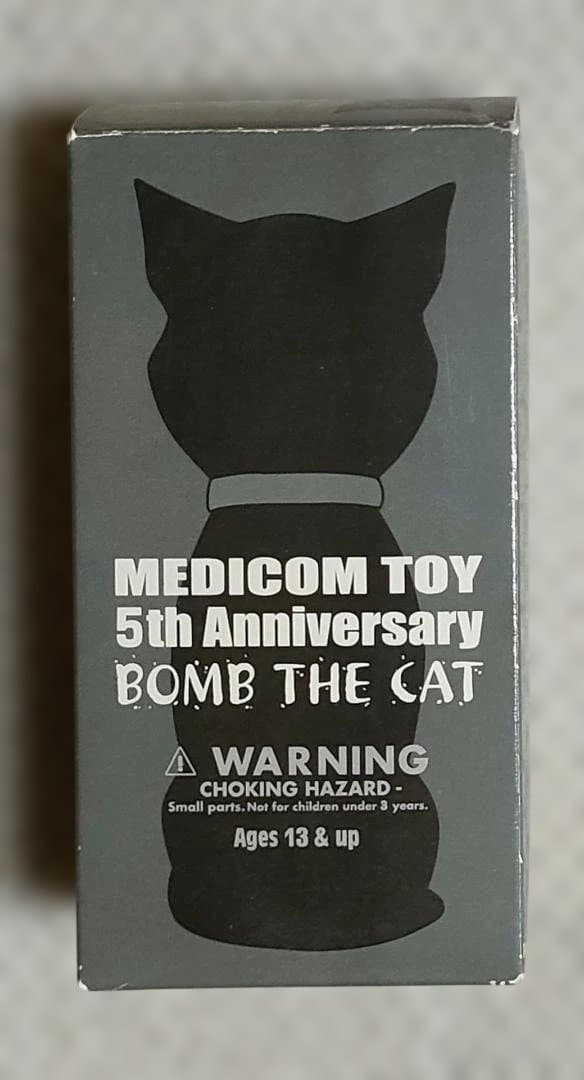 MEDICOM TOY
5th Anniversary
BOMB THE CAT
WARNING
CHOKING HAZARD -
Small parts. Not for children under 3 years.
Ages 13 & up